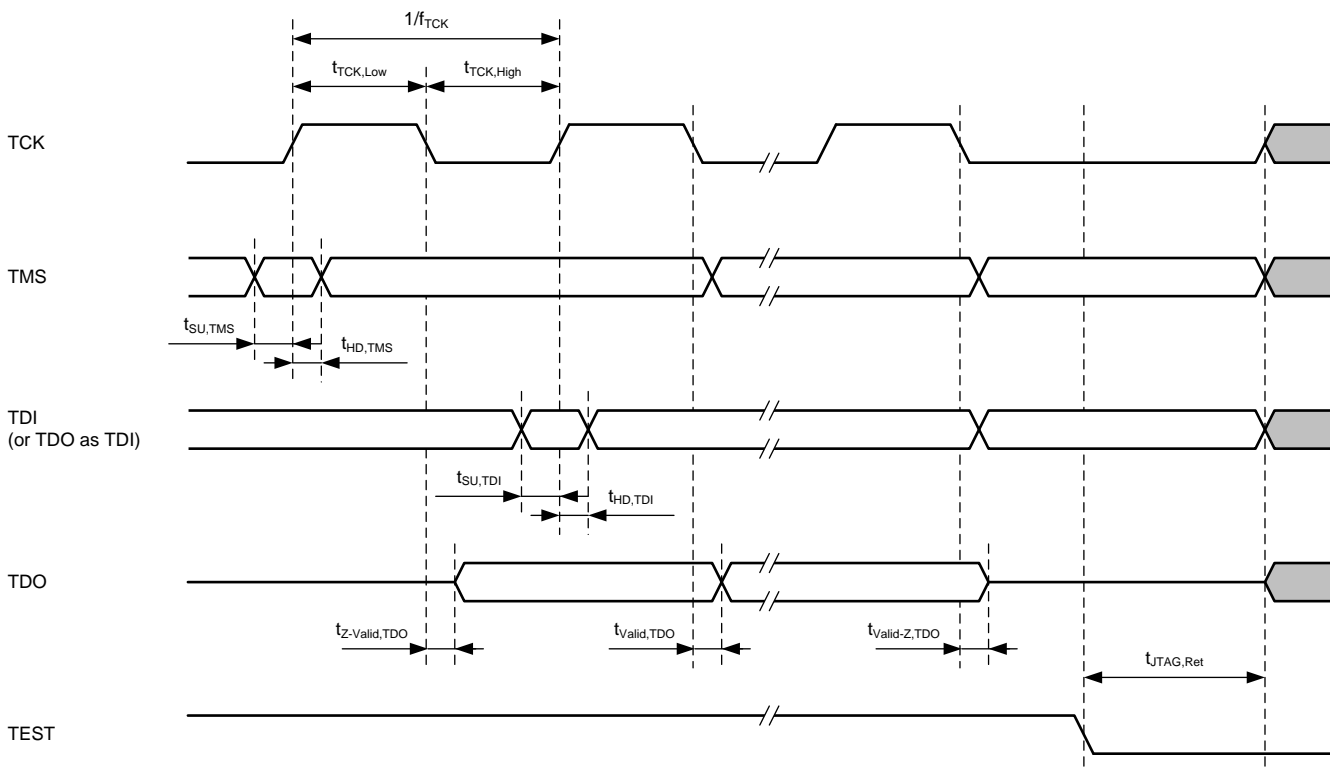 1/fTCK
tTCK,Low
tTCK,High
TCK
TMS
tSU,TMS
tHD,TMS
TDI
(or TDO as TDI)
tSU,TDI
tHD,TDI
TDO
tZ-Valid,TDO
tValid,TDO
tValid-Z,TDO
tJTAG,Ret
TEST